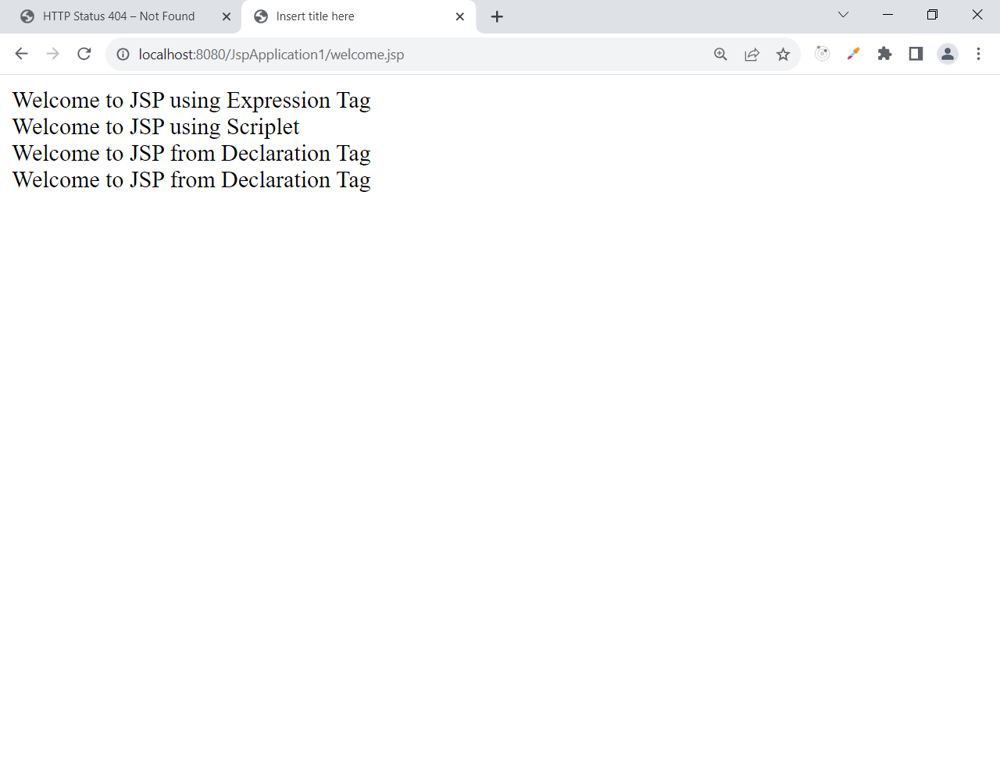 HTTP Status 404 – Not Found
Insert title here
localhost:8080/JspApplication1/welcome.jsp
Welcome to JSP using Expression Tag
Welcome to JSP using Scriplet
Welcome to JSP from Declaration Tag
Welcome to JSP from Declaration Tag